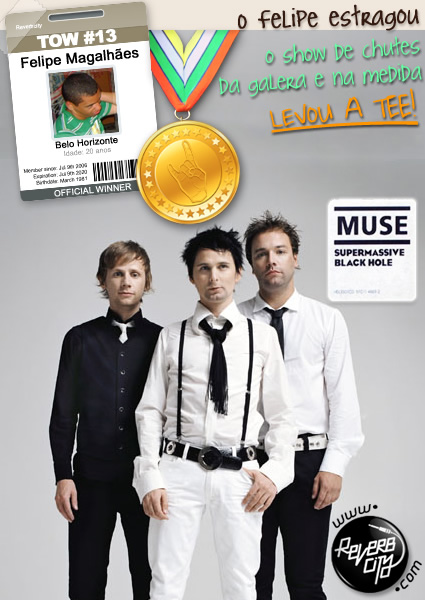 O FELIPE ESTRAGOU
O SHOW DE CHUTES
DA GALERA E NA MEDIDA
LEVOU A TEE!
Reverbcity
TOW #13
Felipe Magalhães
Belo Horizonte
Idade: 20 anos
Member since: Jul 9th 2006
Expiration: Jul 9th 2020
Birthdate: March 1981
OFFICIAL WINNER
MUSE
SUPERMASSIVE
BLACK HOLE
www.
REVERB
CITY
.com